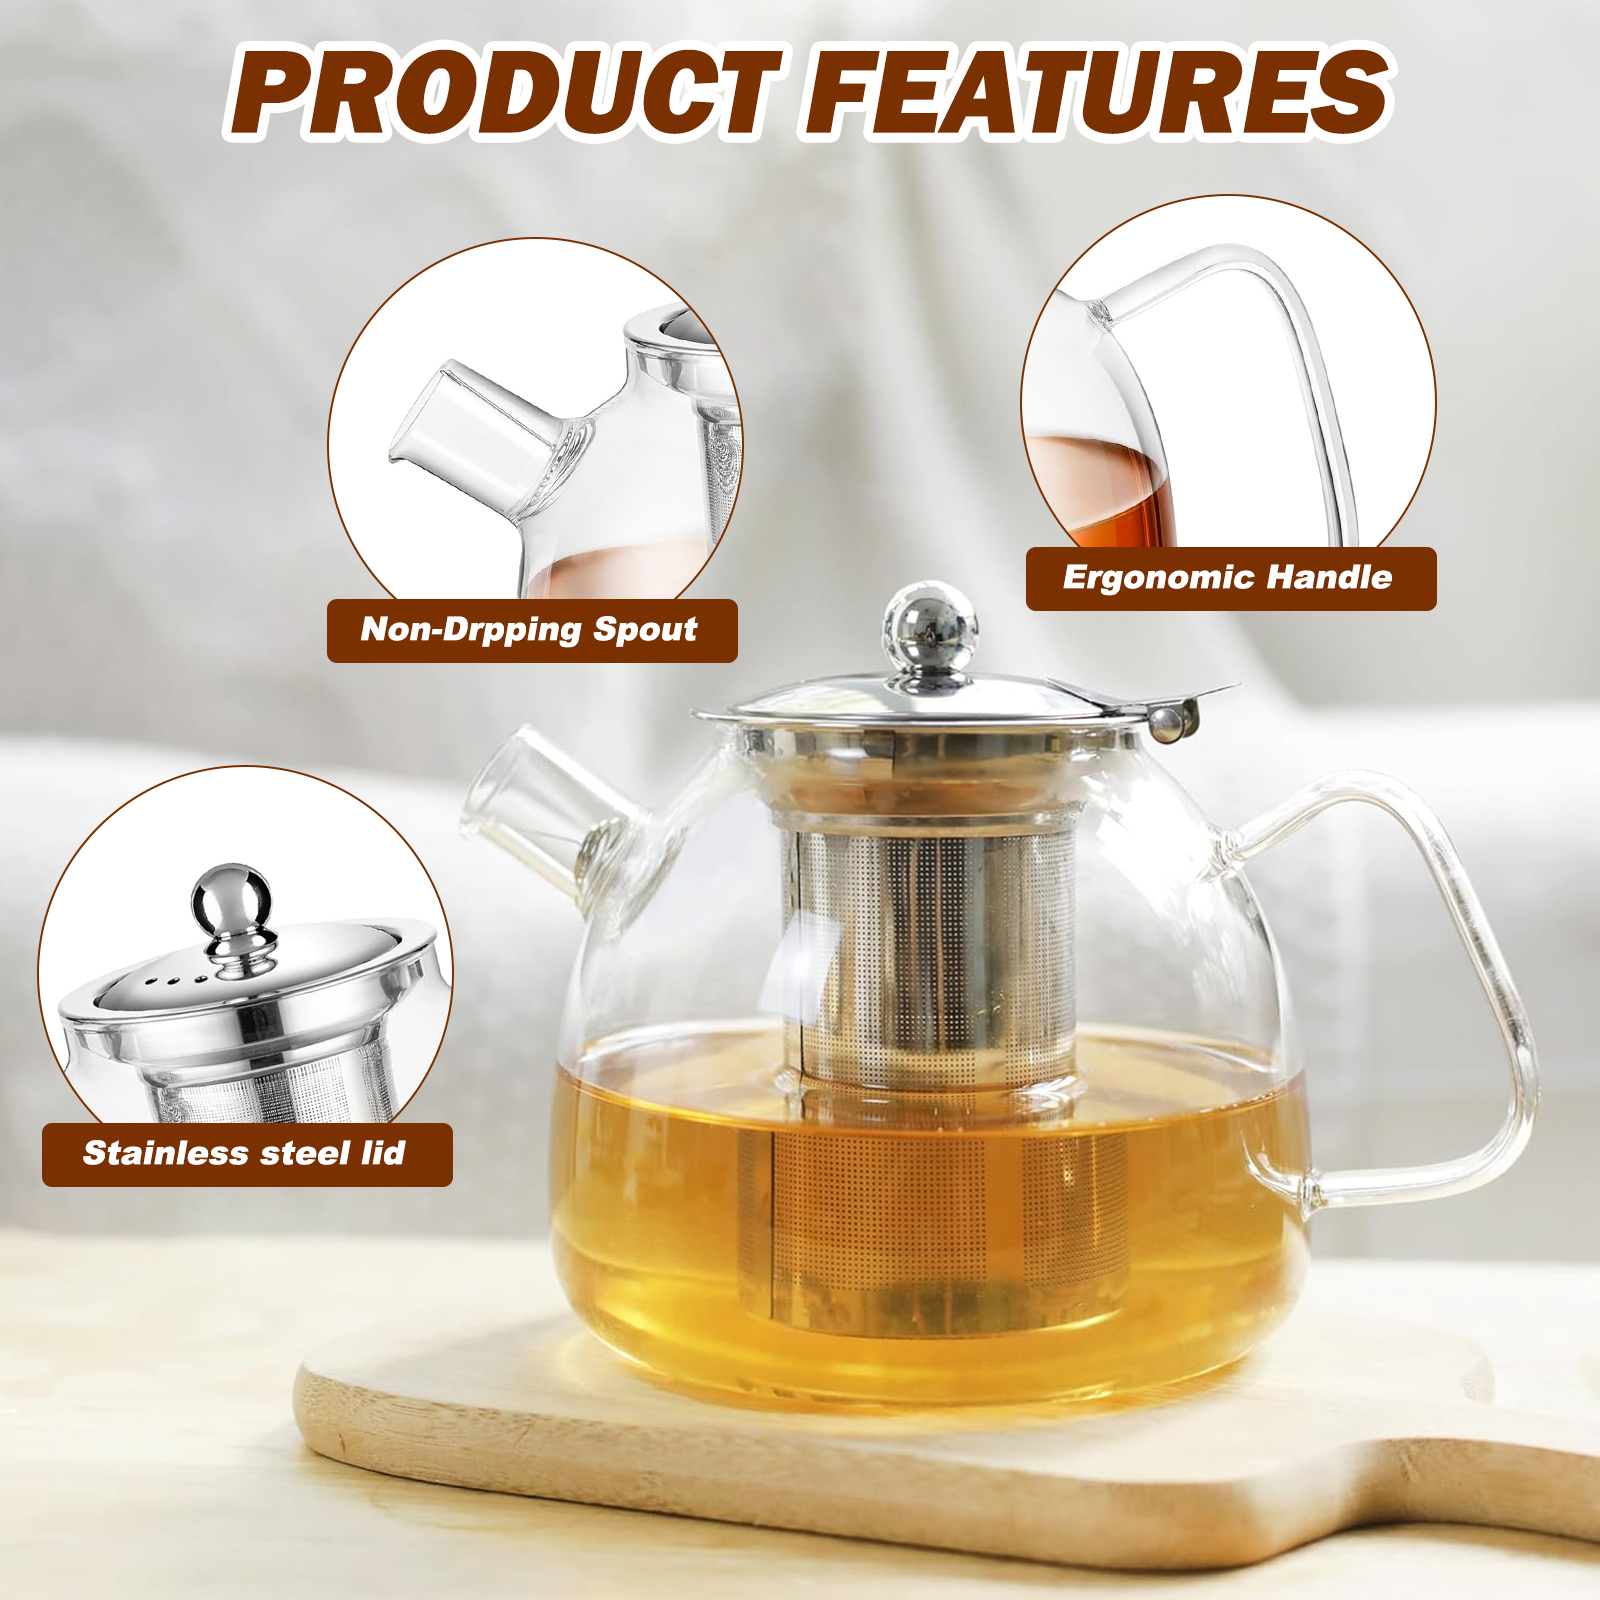 PRODUCT FEATURES
Ergonomic Handle
Non-Drpping Spout
Stainless steel lid